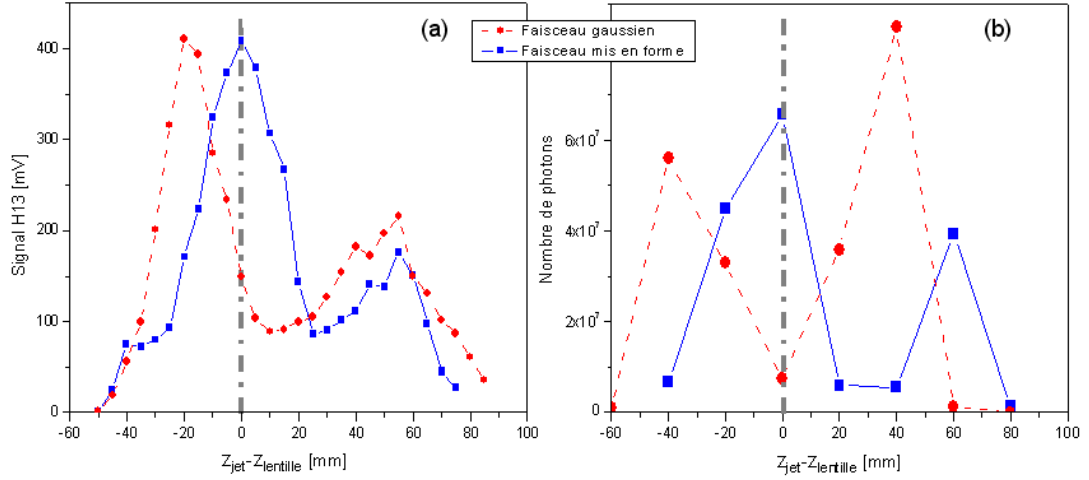 (a)
Faisceau gaussien
Faisceau mis en forme
(b)
Signal H13 [mV]
400
300
200
100
0
-60
-40
-20
0
20
40
60
80
100
Zjet-Zlentille [mm]
Nombre de photons
6x10⁷
4x10⁷
2x10⁷
0
-60
-40
-20
0
20
40
60
80
100
Zjet-Zlentille [mm]